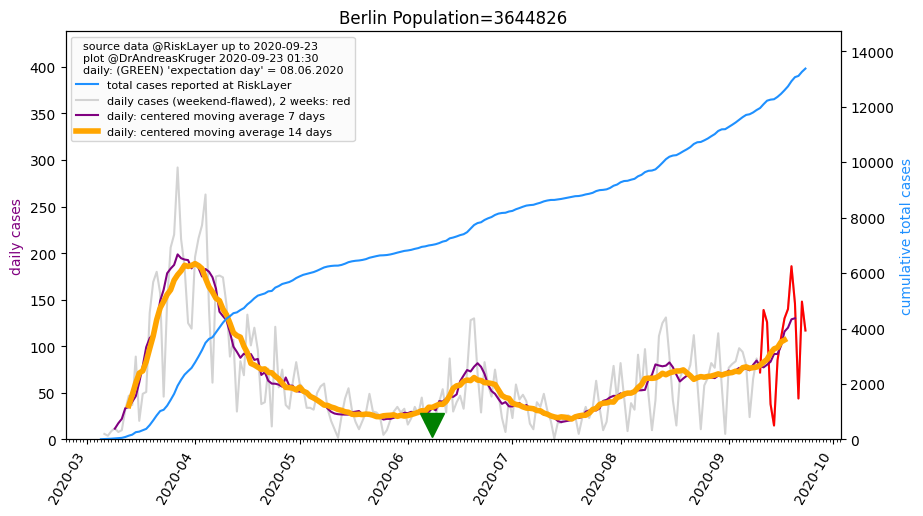 Berlin Population=3644826
source data @RiskLayer up to 2020-09-23
plot @DrAndreasKruger 2020-09-23 01:30
daily: (GREEN) 'expectation day' = 08.06.2020
total cases reported at RiskLayer
daily cases (weekend-flawed), 2 weeks: red
daily: centered moving average 7 days
daily: centered moving average 14 days
daily cases
400
350
300
250
200
150
100
50
0
14000
12000
10000
8000
6000
4000
2000
0
cumulative total cases
2020-03
2020-04
2020-05
2020-06
2020-07
2020-08
2020-09
2020-10